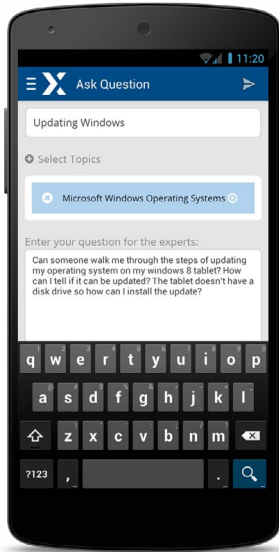 11:20
Ask Question
Updating Windows
Select Topics
Microsoft Windows Operating Systems
Enter your question for the experts:
Can someone walk me through the steps of updating
my operating system on my windows 8 tablet? How
can I tell if it can be updated? The tablet doesn't have a
disk drive so how can I install the update?
q w e r t y u i o p
a s d f g h j k l
z x c v b n m
?123 , .